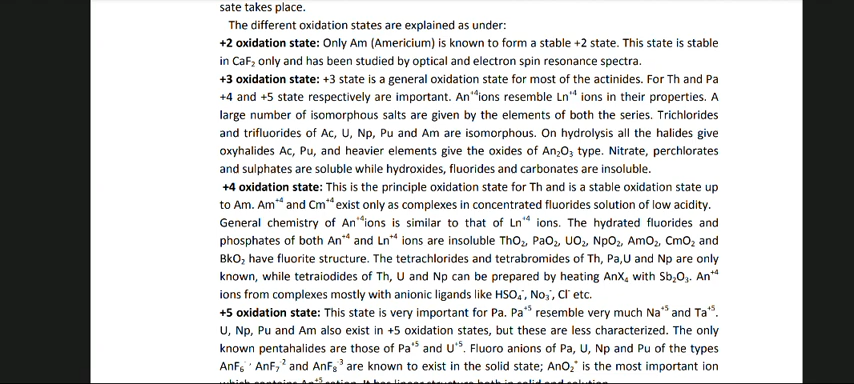 sate takes place.
The different oxidation states are explained as under:
+2 oxidation state: Only Am (Americium) is known to form a stable +2 state. This state is stable
in CaF₂ only and has been studied by optical and electron spin resonance spectra.
+3 oxidation state: +3 state is a general oxidation state for most of the actinides. For Th and Pa
+4 and +5 state respectively are important. An⁺⁴ions resemble Ln⁺⁴ ions in their properties. A
large number of isomorphous salts are given by the elements of both the series. Trichlorides
and trifluorides of Ac, U, Np, Pu and Am are isomorphous. On hydrolysis all the halides give
oxyhalides Ac, Pu, and heavier elements give the oxides of An₂O₃ type. Nitrate, perchlorates
and sulphates are soluble while hydroxides, fluorides and carbonates are insoluble.
+4 oxidation state: This is the principle oxidation state for Th and is a stable oxidation state up
to Am. Am⁺⁴ and Cm⁺⁴ exist only as complexes in concentrated fluorides solution of low acidity.
General chemistry of An⁺⁴ions is similar to that of Ln⁺⁴ ions. The hydrated fluorides and
phosphates of both An⁺⁴ and Ln⁺⁴ ions are insoluble ThO₂, PaO₂, UO₂, NpO₂, AmO₂, CmO₂ and
BkO₂ have fluorite structure. The tetrachlorides and tetrabromides of Th, Pa,U and Np are only
known, while tetraiodides of Th, U and Np can be prepared by heating AnX₄ with Sb₂O₃. An⁺⁴
ions from complexes mostly with anionic ligands like HSO₄⁻, No₃⁻, Cl⁻ etc.
+5 oxidation state: This state is very important for Pa. Pa⁺⁵ resemble very much Na⁺⁵ and Ta⁺⁵.
U, Np, Pu and Am also exist in +5 oxidation states, but these are less characterized. The only
known pentahalides are those of Pa⁺⁵ and U⁺⁵. Fluoro anions of Pa, U, Np and Pu of the types
AnF₆⁻, AnF₇⁻² and AnF₈⁻³ are known to exist in the solid state; AnO₂⁺ is the most important ion
which contains An⁺⁵ cation. It has linear structure both in solid and solution.